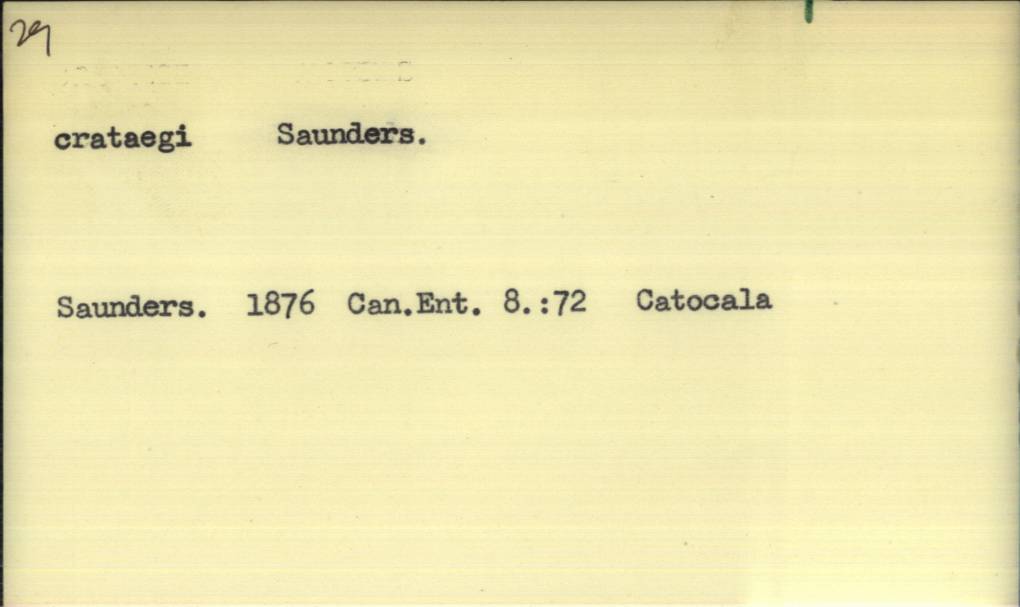 29
crataegi Saunders.
Saunders. 1876 Can.Ent. 8.:72 Catocala